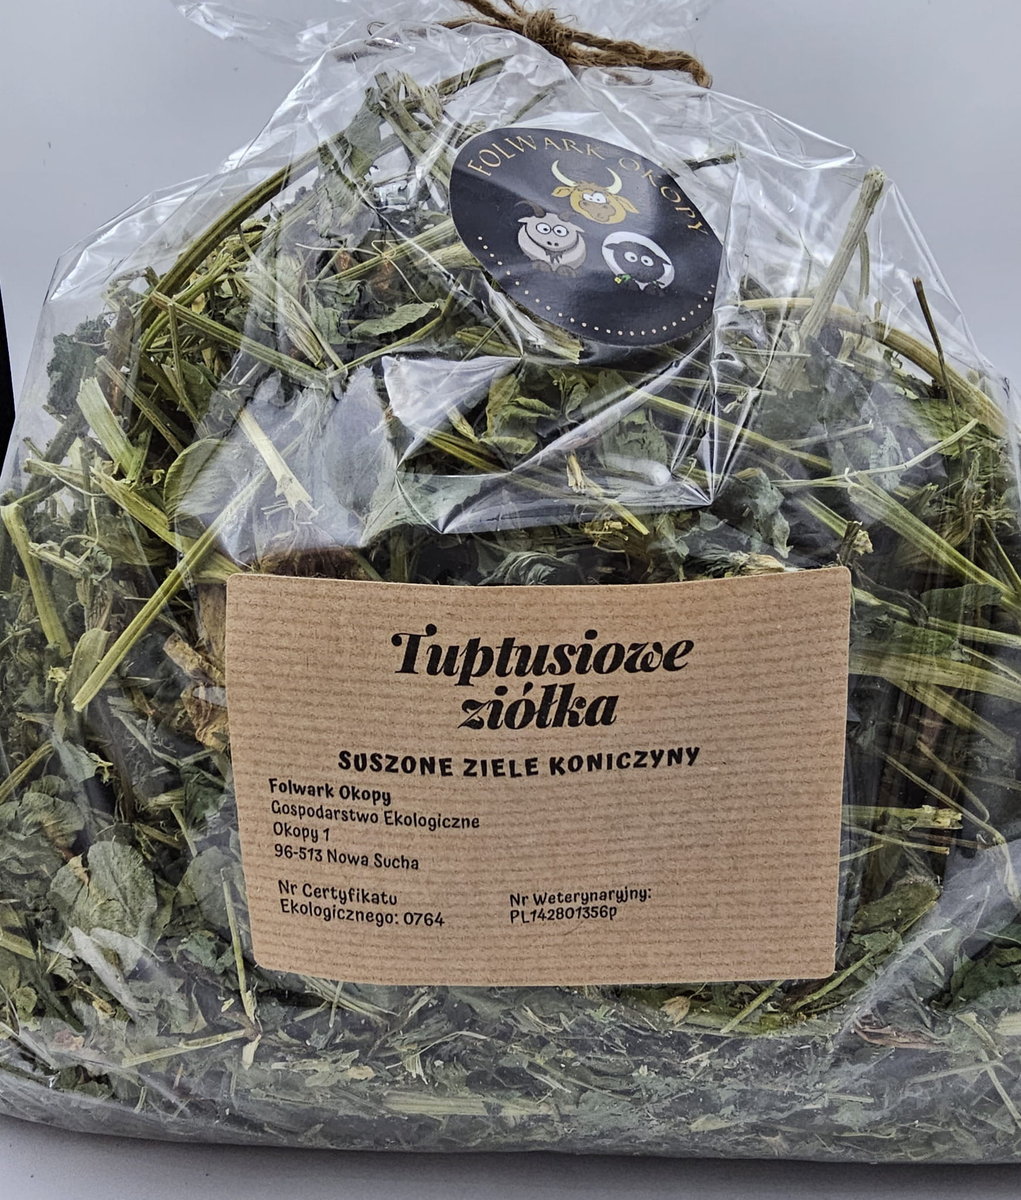 FOLWARK OKOPY
Tuptusiowe
ziółka
SUSZONE ZIELE KONICZYNY
Folwark Okopy
Gospodarstwo Ekologiczne
Okopy 1
96-513 Nowa Sucha
Nr Certyfikatu
Ekologicznego: 0764
Nr Weterynaryjny:
PL142801356p